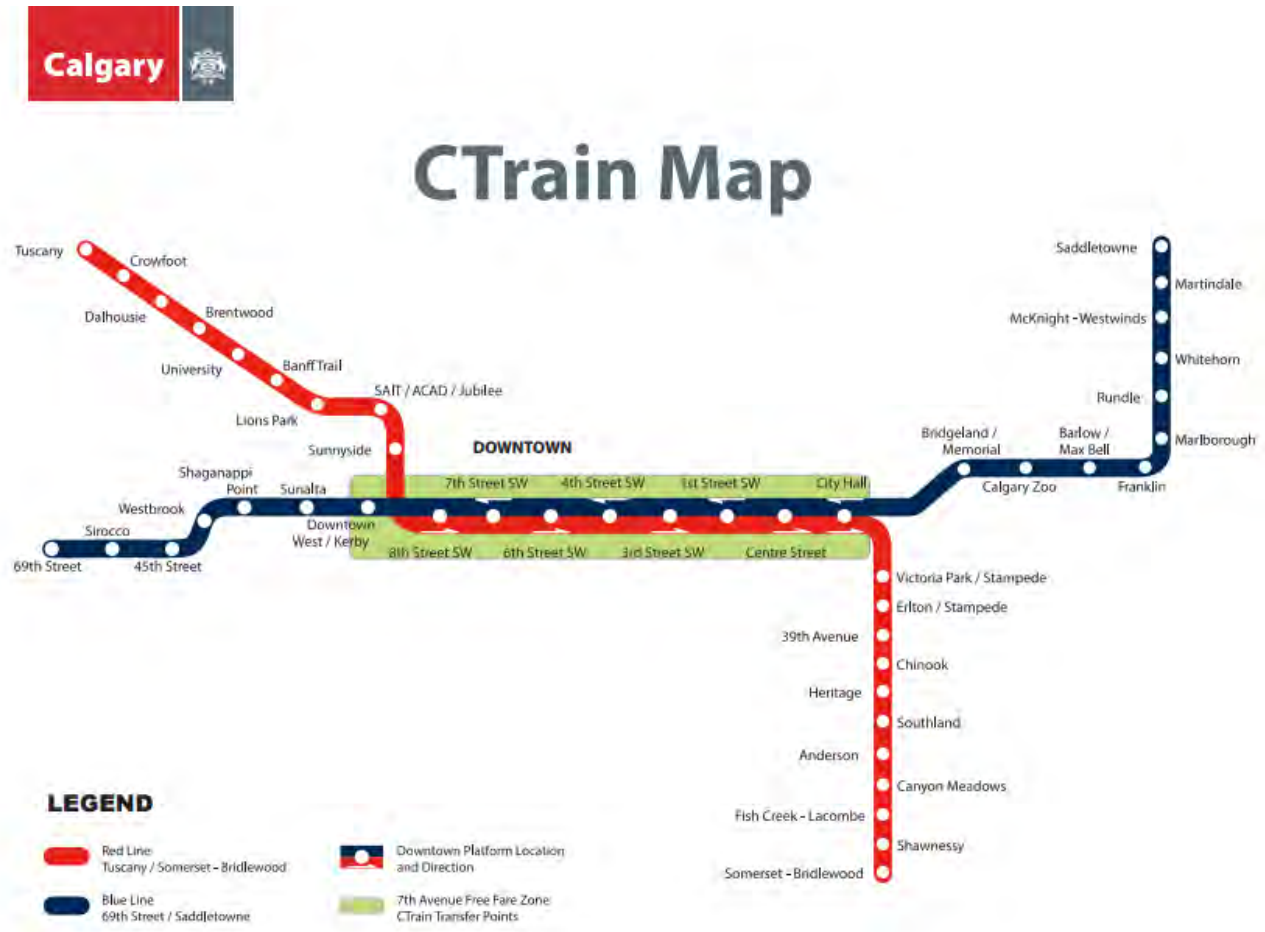 Calgary
CTrain Map
Tuscany
Crowfoot
Dalhousie
Brentwood
University
Banff Trail
Lions Park
SAIT / ACAD / Jubilee
Sunnyside
DOWNTOWN
Shaganappi
Point
Sunalta
Westbrook
Sirocco
69th Street
45th Street
Downtown
West / Kerby
7th Street SW
4th Street SW
1st Street SW
City Hall
8th Street SW
6th Street SW
3rd Street SW
Centre Street
Saddletowne
Martindale
McKnight - Westwinds
Whitehorn
Rundle
Marlborough
Bridgeland /
Memorial
Barlow /
Max Bell
Calgary Zoo
Franklin
Victoria Park / Stampede
Erlton / Stampede
39th Avenue
Chinook
Heritage
Southland
Anderson
Canyon Meadows
Fish Creek - Lacombe
Shawnessy
Somerset - Bridlewood
LEGEND
Red Line
Tuscany / Somerset - Bridlewood
Blue Line
69th Street / Saddletowne
Downtown Platform Location
and Direction
7th Avenue Free Fare Zone
CTrain Transfer Points